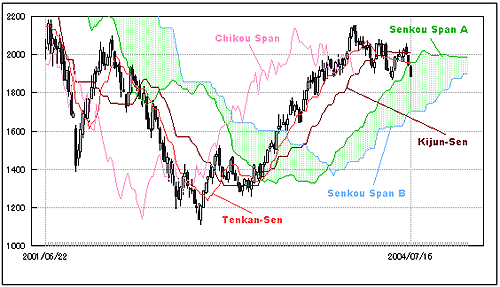 2200
Senkou Span A
Chikou Span
2000
1800
1600
Kijun-Sen
1400
Senkou Span B
1200
Tenkan-Sen
1000
2001/06/22
2004/07/16